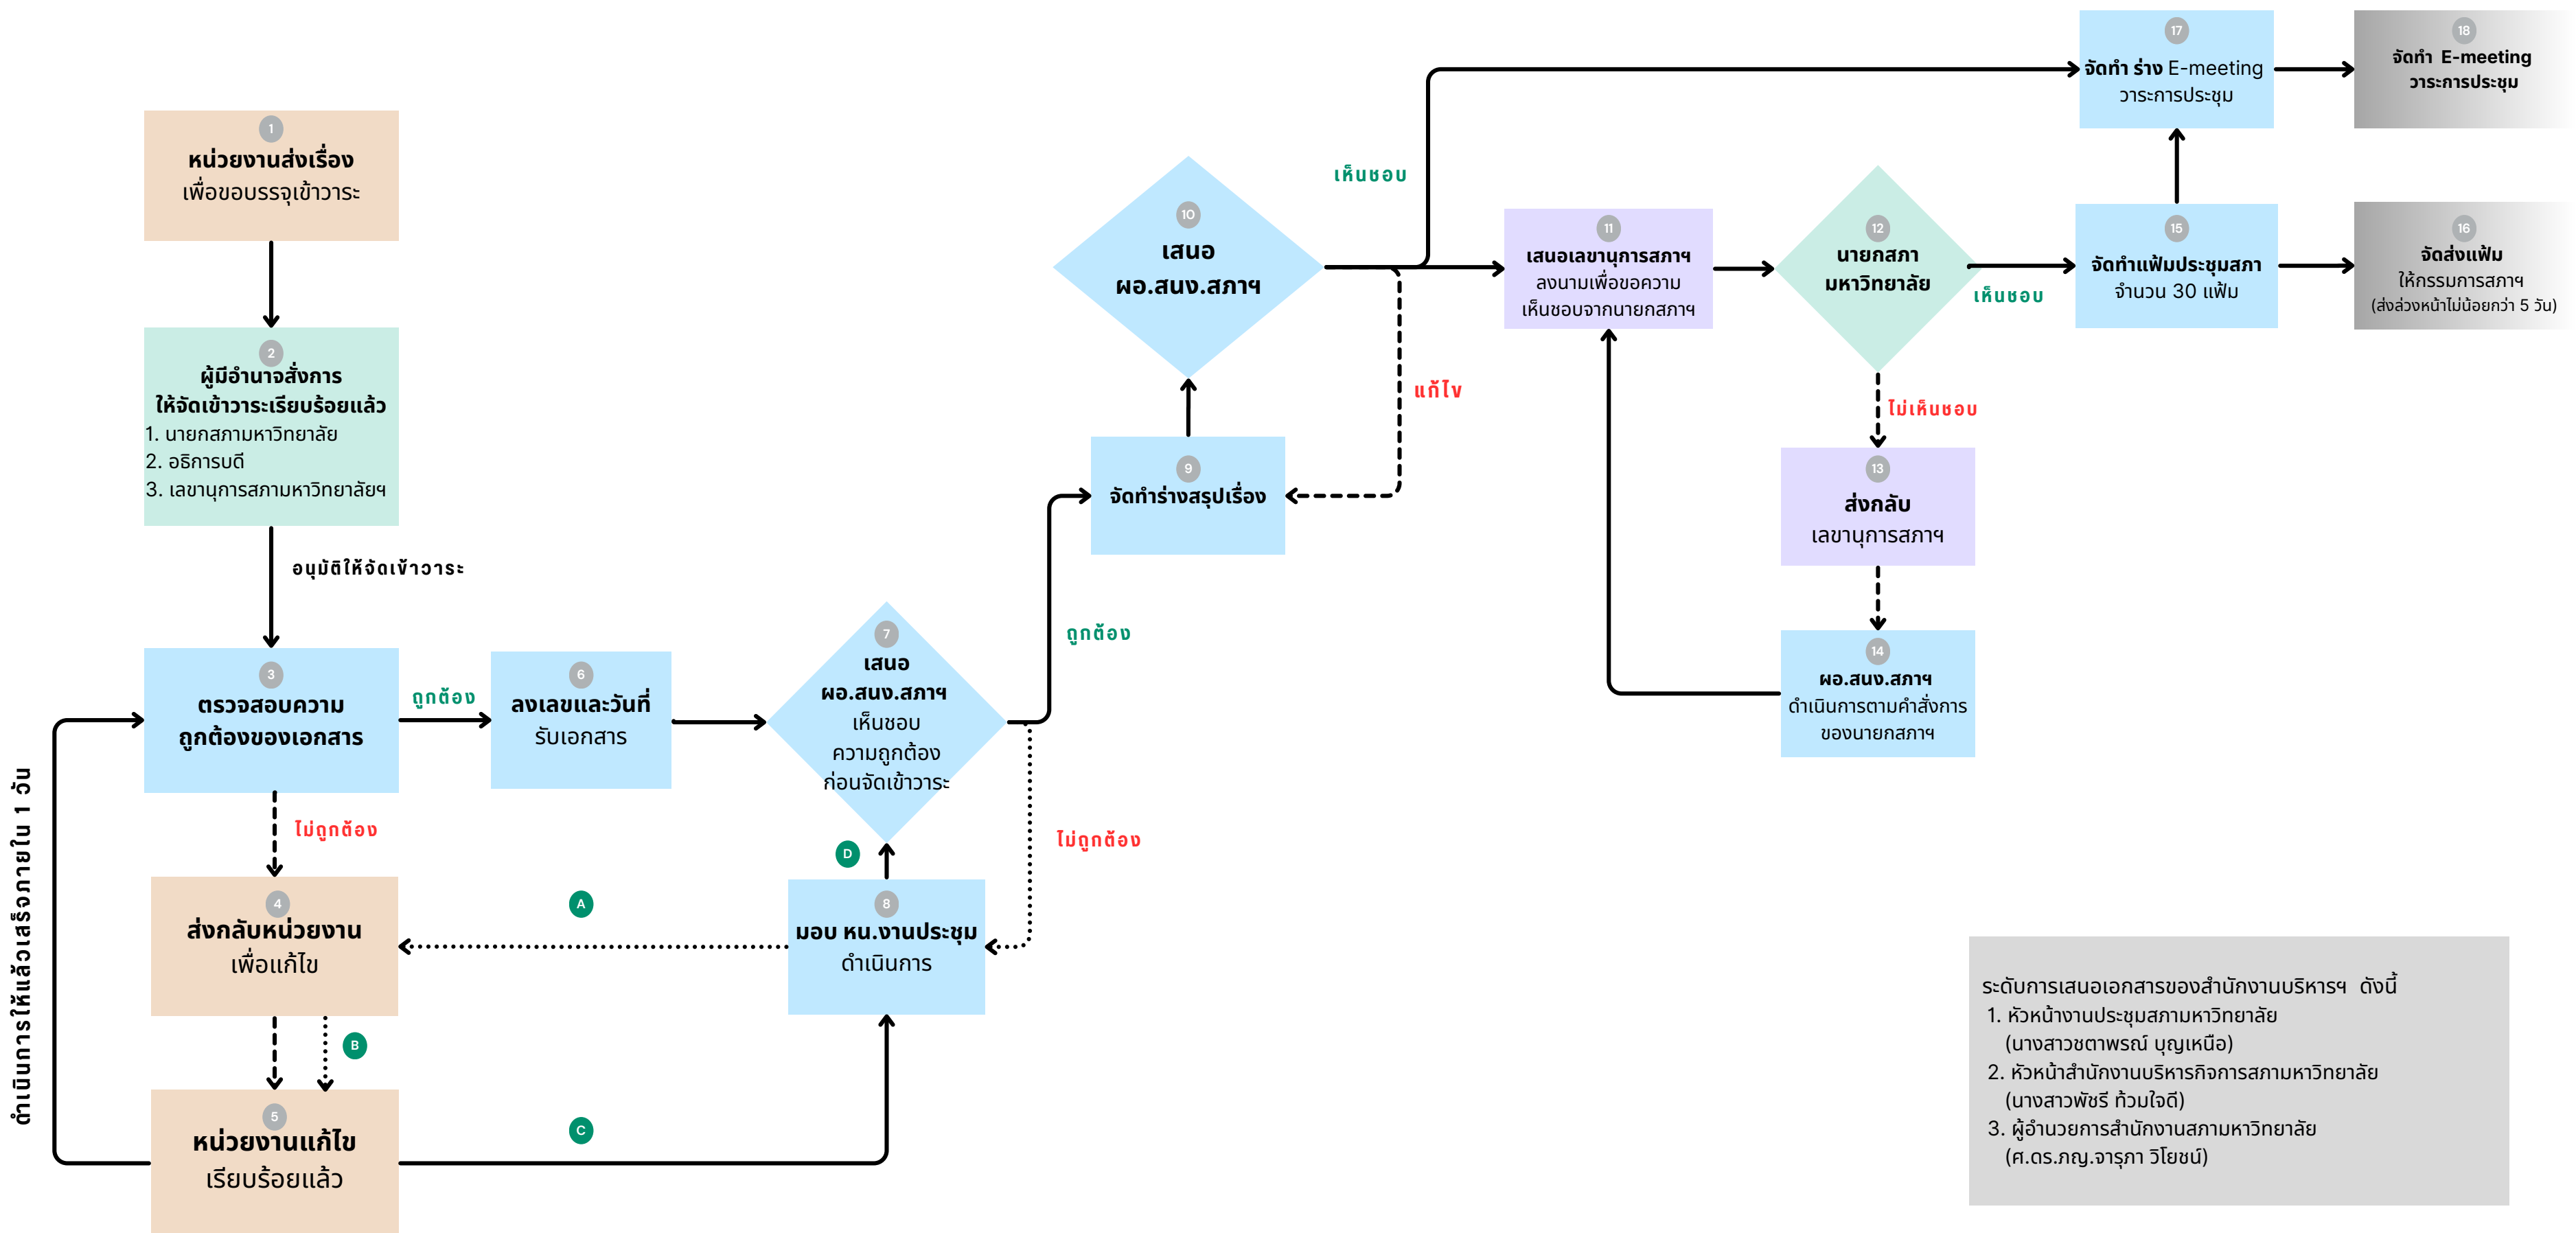 1
หน่วยงานส่งเรื่อง
เพื่อขอบรรจุเข้าวาระ
2
ผู้มีอำนาจสั่งการ
ให้จัดเข้าวาระเรียบร้อยแล้ว
1. นายกสภามหาวิทยาลัย
2. อธิการบดี
3. เลขานุการสภามหาวิทยาลัยฯ
อนุมัติให้จัดเข้าวาระ
3
ตรวจสอบความ
ถูกต้องของเอกสาร
ถูกต้อง
ไม่ถูกต้อง
4
ส่งกลับหน่วยงาน
เพื่อแก้ไข
B
5
หน่วยงานแก้ไข
เรียบร้อยแล้ว
ดำเนินการให้แล้วเสร็จภายใน 1 วัน
6
ลงเลขและวันที่
รับเอกสาร
7
เสนอ
ผอ.สนง.สภาฯ
เห็นชอบ
ความถูกต้อง
ก่อนจัดเข้าวาระ
D
A
C
8
มอบ หน.งานประชุม
ดำเนินการ
ถูกต้อง
ไม่ถูกต้อง
9
จัดทำร่างสรุปเรื่อง
10
เสนอ
ผอ.สนง.สภาฯ
เห็นชอบ
แก้ไข
11
เสนอเลขานุการสภาฯ
ลงนามเพื่อขอความ
เห็นชอบจากนายกสภาฯ
12
นายกสภา
มหาวิทยาลัย
เห็นชอบ
ไม่เห็นชอบ
13
ส่งกลับ
เลขานุการสภาฯ
14
ผอ.สนง.สภาฯ
ดำเนินการตามคำสั่งการ
ของนายกสภาฯ
15
จัดทำแฟ้มประชุมสภา
จำนวน 30 แฟ้ม
16
จัดส่งแฟ้ม
ให้กรรมการสภาฯ
(ส่งล่วงหน้าไม่น้อยกว่า 5 วัน)
17
จัดทำ ร่าง E-meeting
วาระการประชุม
18
จัดทำ E-meeting
วาระการประชุม
ระดับการเสนอเอกสารของสำนักงานบริหารฯ ดังนี้
1. หัวหน้างานประชุมสภามหาวิทยาลัย
(นางสาวชตาพรณ์ บุญเหนือ)
2. หัวหน้าสำนักงานบริหารกิจการสภามหาวิทยาลัย
(นางสาวพัชรี ท้วมใจดี)
3. ผู้อำนวยการสำนักงานสภามหาวิทยาลัย
(ศ.ดร.ภญ.จารุภา วิโยชน์)